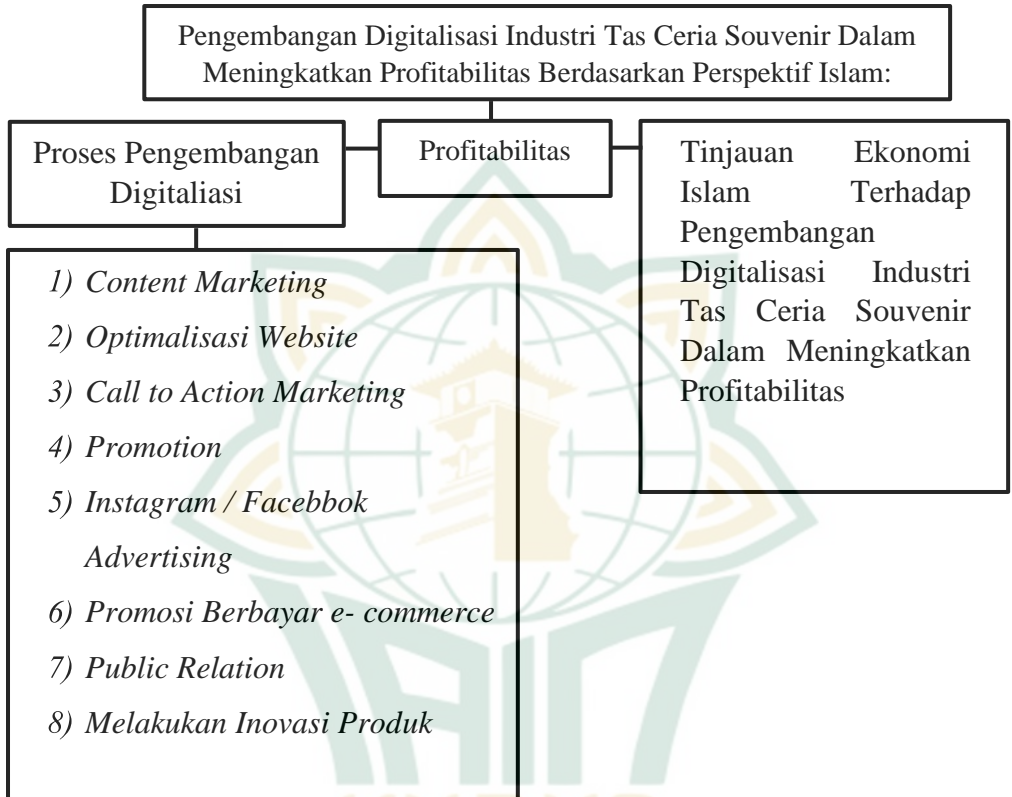 Pengembangan Digitalisasi Industri Tas Ceria Souvenir Dalam
Meningkatkan Profitabilitas Berdasarkan Perspektif Islam:
Proses Pengembangan
Digitaliasi
Profitabilitas
Tinjauan Ekonomi
Islam Terhadap
Pengembangan
Digitalisasi Industri
Tas Ceria Souvenir
Dalam Meningkatkan
Profitabilitas
1) Content Marketing
2) Optimalisasi Website
3) Call to Action Marketing
4) Promotion
5) Instagram / Facebbok
Advertising
6) Promosi Berbayar e- commerce
7) Public Relation
8) Melakukan Inovasi Produk